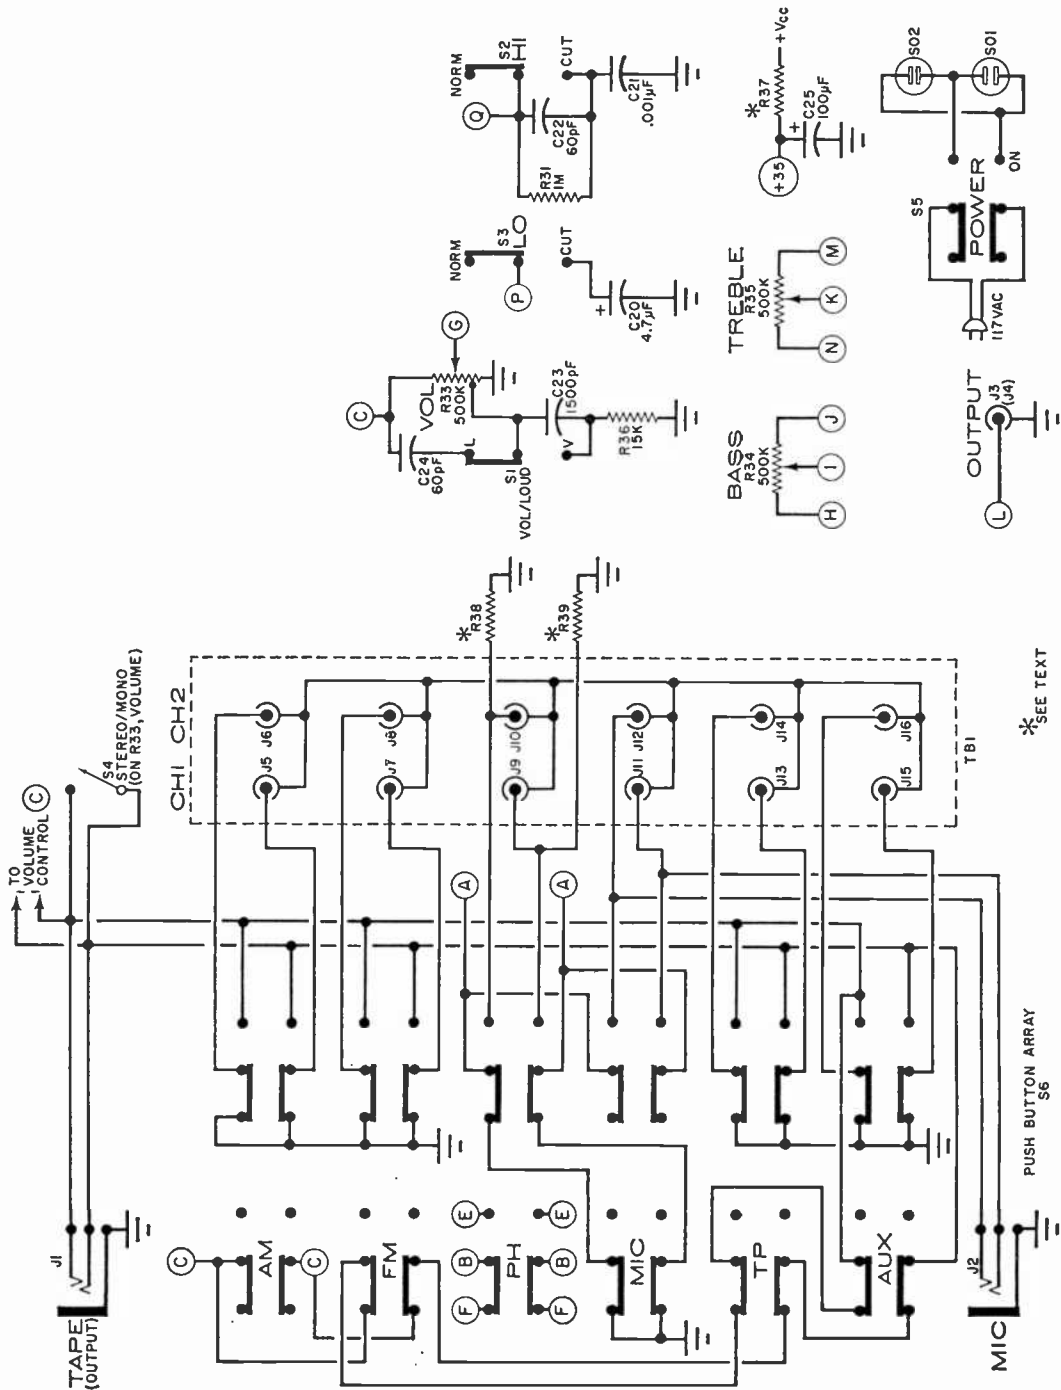 TAPE
(OUTPUT)
J1
TO
VOLUME
CONTROL
C
S4
STEREO/MONO
(ON R33, VOLUME)
CH1 CH2
J5 J6
J7 J8
J9 J10
J11 J12
J13 J14
J15 J16
TB1
*
R38
*
R39
A
A
C
AM
C
FM
F B E
PH
F B E
MIC
TP
AUX
MIC
J2
PUSH BUTTON ARRAY
S6
*
SEE TEXT
C
C24
60pF
VOL
R33
500K
G
L
S1
VOL/LOUD
V
C23
1500pF
R36
15K
NORM
S3
LO
P
CUT
+
C20
4.7µF
NORM
S2
HI
Q
R31
1M
C22
60pF
CUT
C21
.001µF
BASS
R34
500K
H I J
TREBLE
R35
500K
N K M
+35
*
R37
+Vcc
+
C25
100µF
OUTPUT
L
J3
(J4)
117VAC
S5
POWER
ON
SO2
SO1